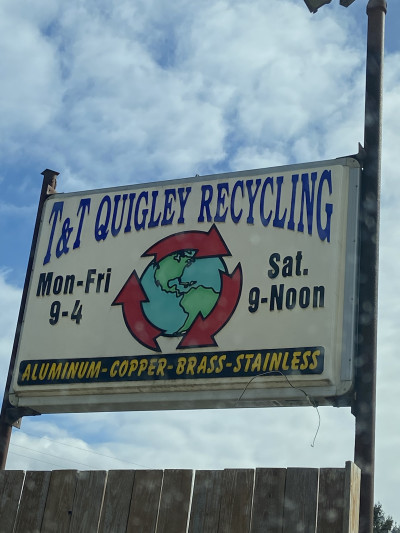 T&T QUIGLEY RECYCLING
Mon-Fri
9-4
Sat.
9-Noon
ALUMINUM-COPPER-BRASS-STAINLESS